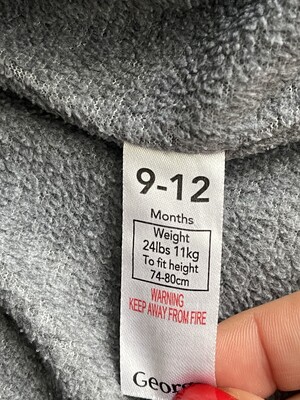 9-12
Months
Weight
24lbs 11kg
To fit height
74-80cm
WARNING
KEEP AWAY FROM FIRE